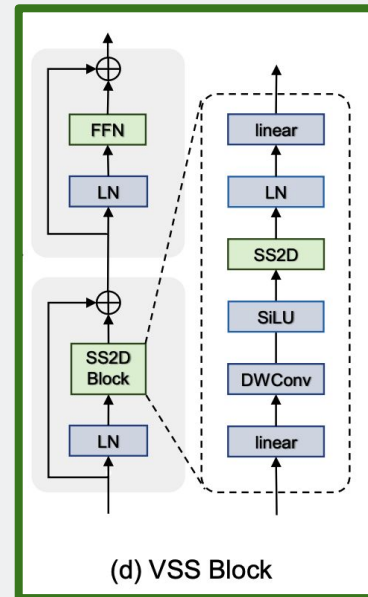 FFN
LN
SS2D
Block
LN
linear
LN
SS2D
SiLU
DWConv
linear
(d) VSS Block